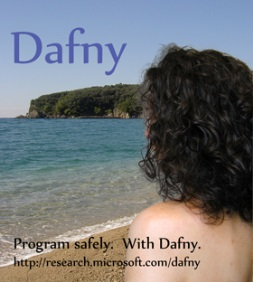 Dafny
Program safely.  With Dafny.
http://research.microsoft.com/dafny